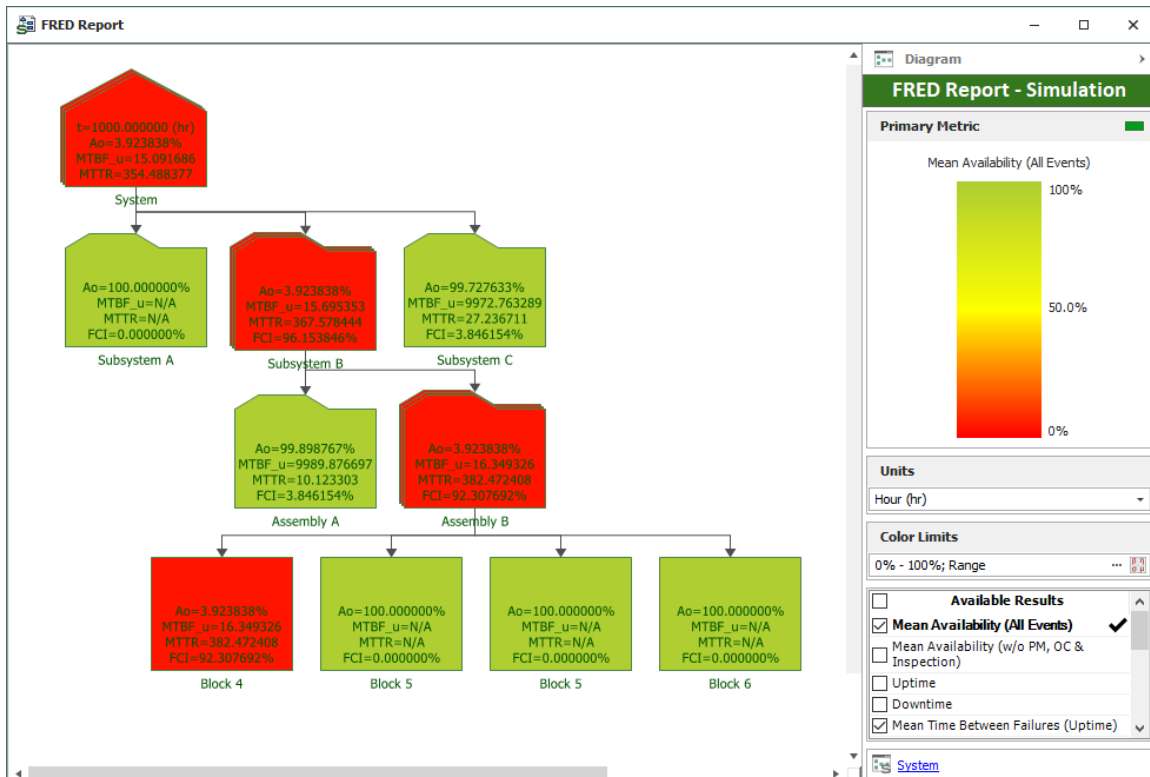 FRED Report
Diagram
FRED Report - Simulation
Primary Metric
Mean Availability (All Events)
100%
50.0%
0%
Units
Hour (hr)
Color Limits
0% - 100%; Range
...
Available Results
Mean Availability (All Events)
Mean Availability (w/o PM, OC &
Inspection)
Uptime
Downtime
Mean Time Between Failures (Uptime)
System
t=1000.000000 (hr)
Ao=3.923838%
MTBF_u=15.091686
MTTR=354.488377
System
Ao=100.000000%
MTBF_u=N/A
MTTR=N/A
FCI=0.000000%
Subsystem A
Ao=3.923838%
MTBF_u=15.695353
MTTR=367.578444
FCI=96.153846%
Subsystem B
Ao=99.727633%
MTBF_u=9972.763289
MTTR=27.236711
FCI=3.846154%
Subsystem C
Ao=99.898767%
MTBF_u=9989.876697
MTTR=10.123303
FCI=3.846154%
Assembly A
Ao=3.923838%
MTBF_u=16.349326
MTTR=382.472408
FCI=92.307692%
Assembly B
Ao=3.923838%
MTBF_u=16.349326
MTTR=382.472408
FCI=92.307692%
Block 4
Ao=100.000000%
MTBF_u=N/A
MTTR=N/A
FCI=0.000000%
Block 5
Ao=100.000000%
MTBF_u=N/A
MTTR=N/A
FCI=0.000000%
Block 5
Ao=100.000000%
MTBF_u=N/A
MTTR=N/A
FCI=0.000000%
Block 6